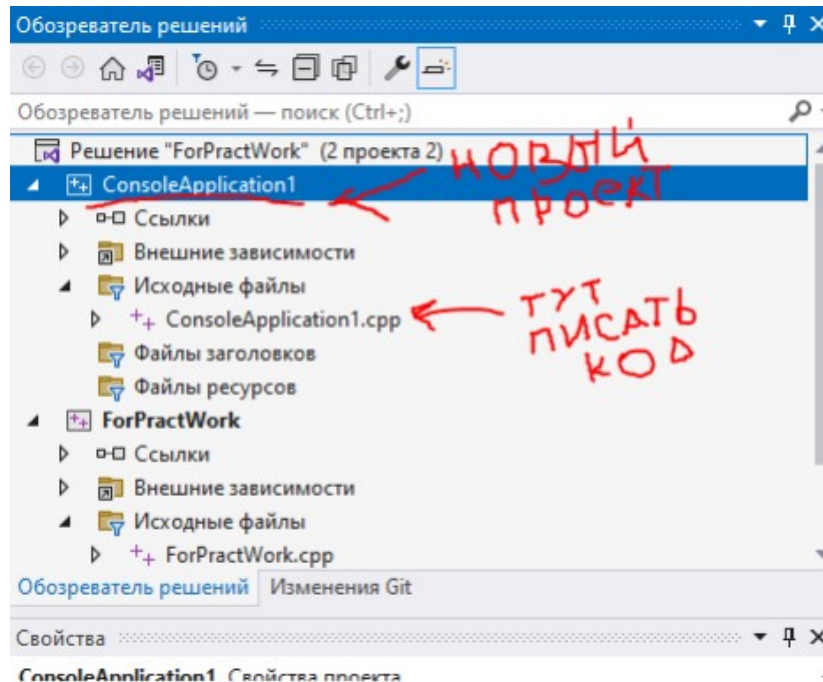 Обозреватель решений
Обозреватель решений — поиск (Ctrl+;)
Решение "ForPractWork" (2 проекта 2)
ConsoleApplication1
НОВЫЙ
ПРОЕКТ
Ссылки
Внешние зависимости
Исходные файлы
ConsoleApplication1.cpp
ТУТ
ПИСАТЬ
КОД
Файлы заголовков
Файлы ресурсов
ForPractWork
Ссылки
Внешние зависимости
Исходные файлы
ForPractWork.cpp
Обозреватель решений Изменения Git
Свойства
ConsoleApplication1 Свойства проекта